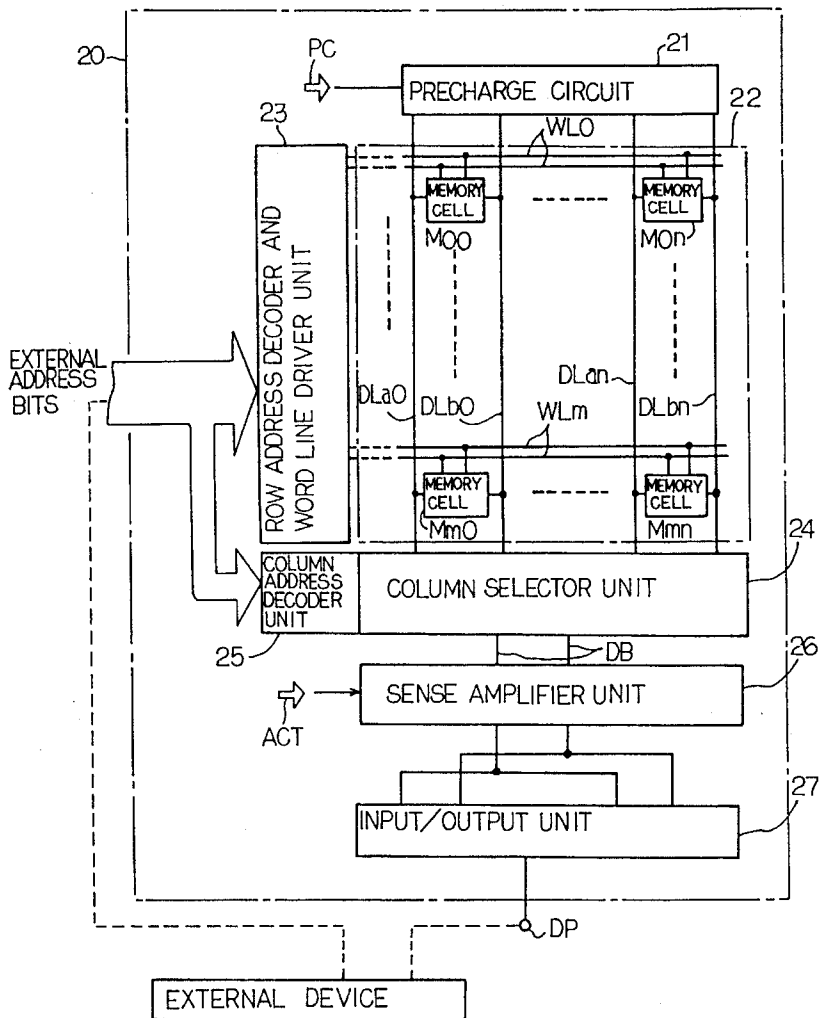 20
PC
21
PRECHARGE CIRCUIT
22
23
WL0
MEMORY
CELL
M00
MEMORY
CELL
M0n
ROW ADDRESS DECODER AND
WORD LINE DRIVER UNIT
EXTERNAL
ADDRESS
BITS
DLa0
DLb0
DLan
DLbn
WLm
MEMORY
CELL
Mm0
MEMORY
CELL
Mmn
24
COLUMN
ADDRESS
DECODER
UNIT
COLUMN SELECTOR UNIT
25
DB
26
SENSE AMPLIFIER UNIT
ACT
27
INPUT/OUTPUT UNIT
DP
EXTERNAL DEVICE